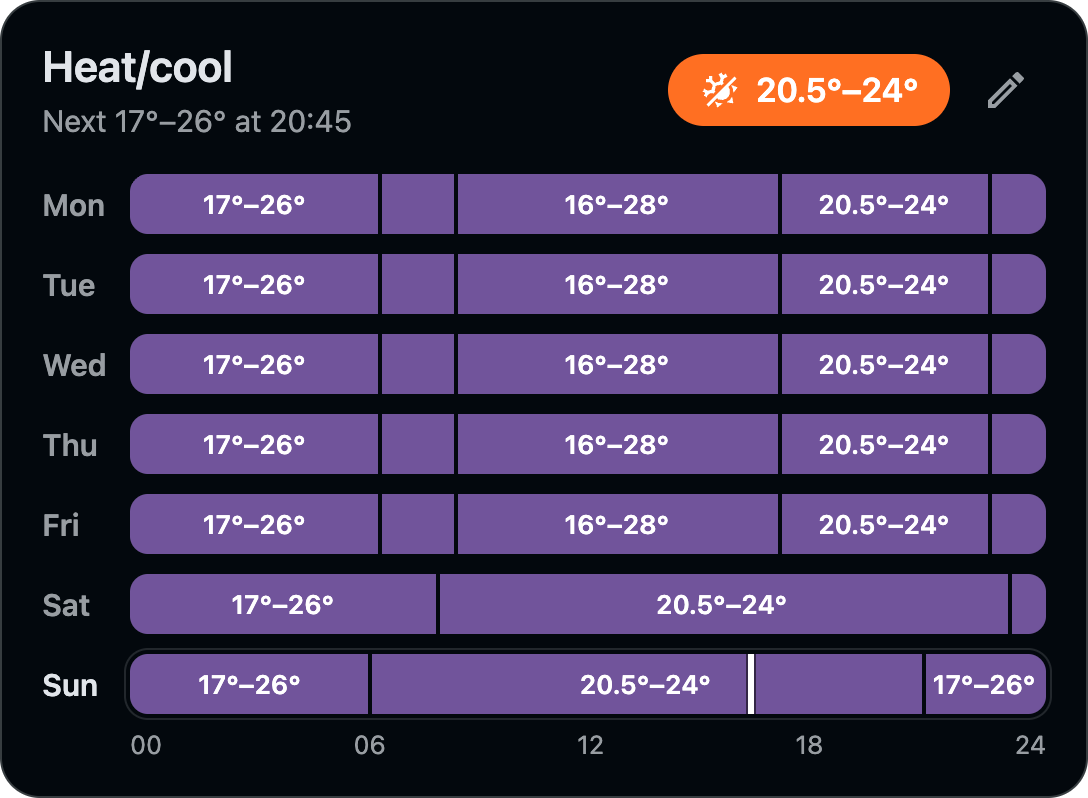 Heat/cool
20.5°–24°
Next 17°–26° at 20:45
Mon 17°–26° 16°–28° 20.5°–24°
Tue 17°–26° 16°–28° 20.5°–24°
Wed 17°–26° 16°–28° 20.5°–24°
Thu 17°–26° 16°–28° 20.5°–24°
Fri 17°–26° 16°–28° 20.5°–24°
Sat 17°–26° 20.5°–24°
Sun 17°–26° 20.5°–24° 17°–26°
00 06 12 18 24